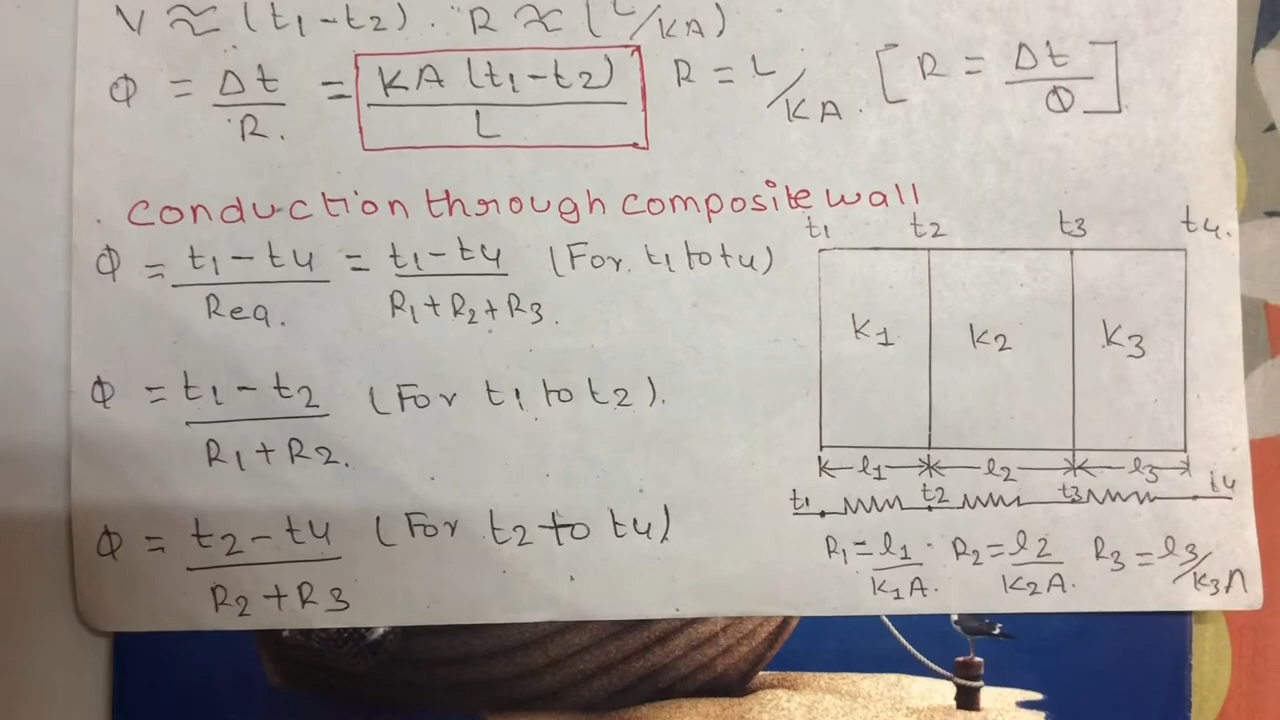 V ≈ (t1-t2). R ≈ (L/KA)
Φ = Δt/R. = KA (t1-t2)/L R = L/KA. [R = Δt/Φ]
conduction through composite wall
Φ = t1-t4/Req. = t1-t4/R1+R2+R3. (For. t1 to t4)
Φ = t1-t2/R1+R2. (For t1 to t2).
Φ = t2-t4/R2+R3 (For t2 to t4)
t1 t2 t3 t4.
K1 K2 K3
l1 l2 l3
t1 t2 t3 t4
R1=l1/K1A. R2=l2/K2A. R3=l3/K3A